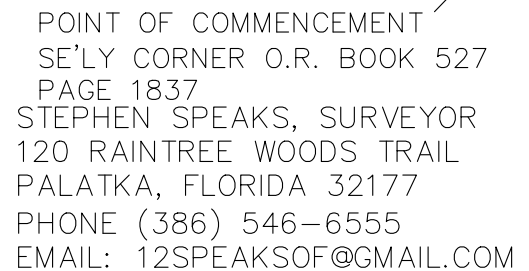 POINT OF COMMENCEMENT
SE'LY CORNER O.R. BOOK 527
PAGE 1837
STEPHEN SPEAKS, SURVEYOR
120 RAINTREE WOODS TRAIL
PALATKA, FLORIDA 32177
PHONE (386) 546–6555
EMAIL: 12SPEAKSOF@GMAIL.COM